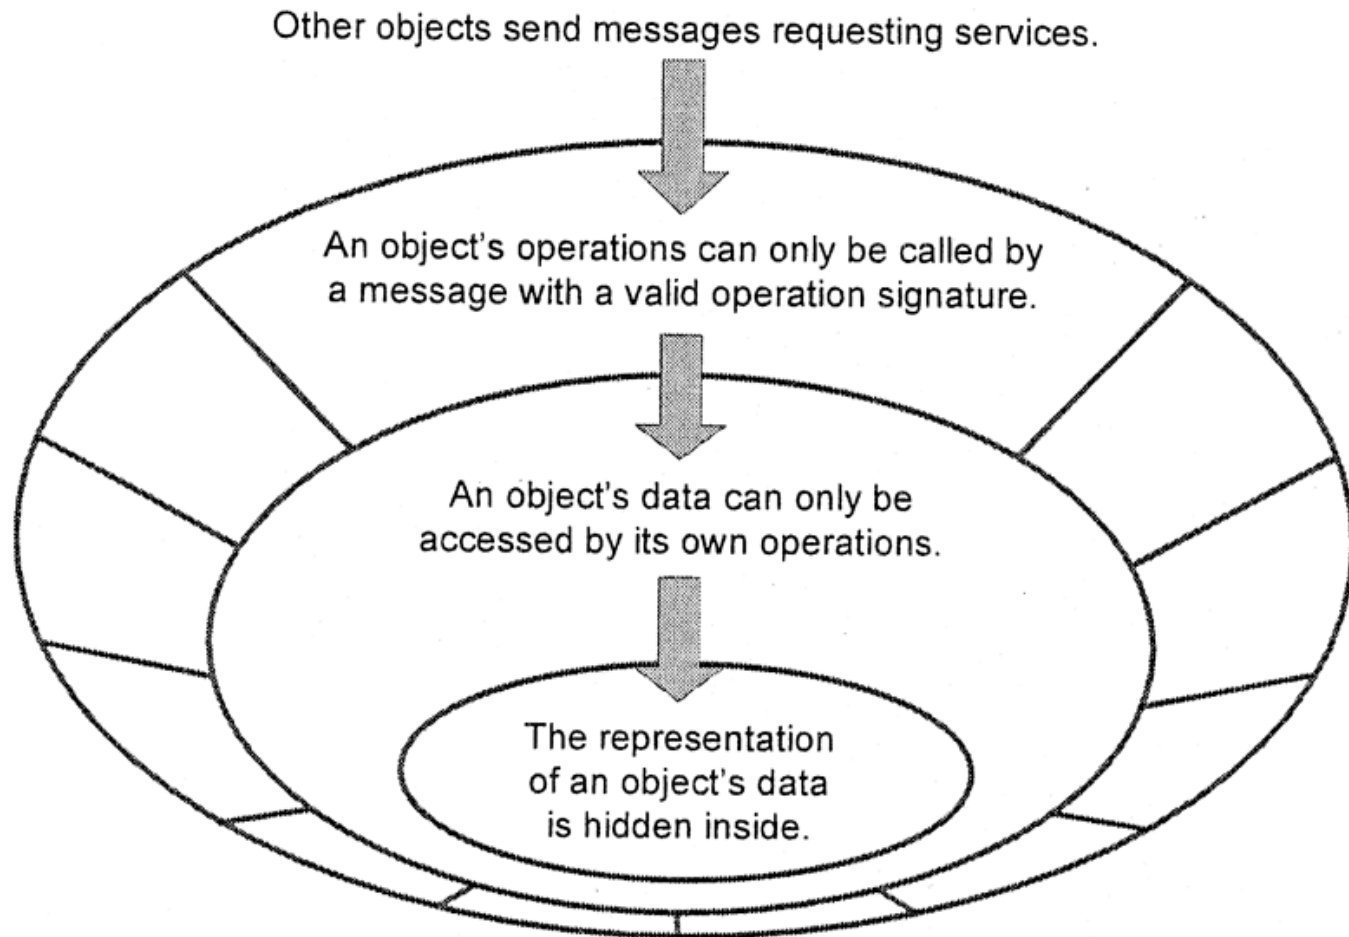 Other objects send messages requesting services.
An object's operations can only be called by
a message with a valid operation signature.
An object's data can only be
accessed by its own operations.
The representation
of an object's data
is hidden inside.